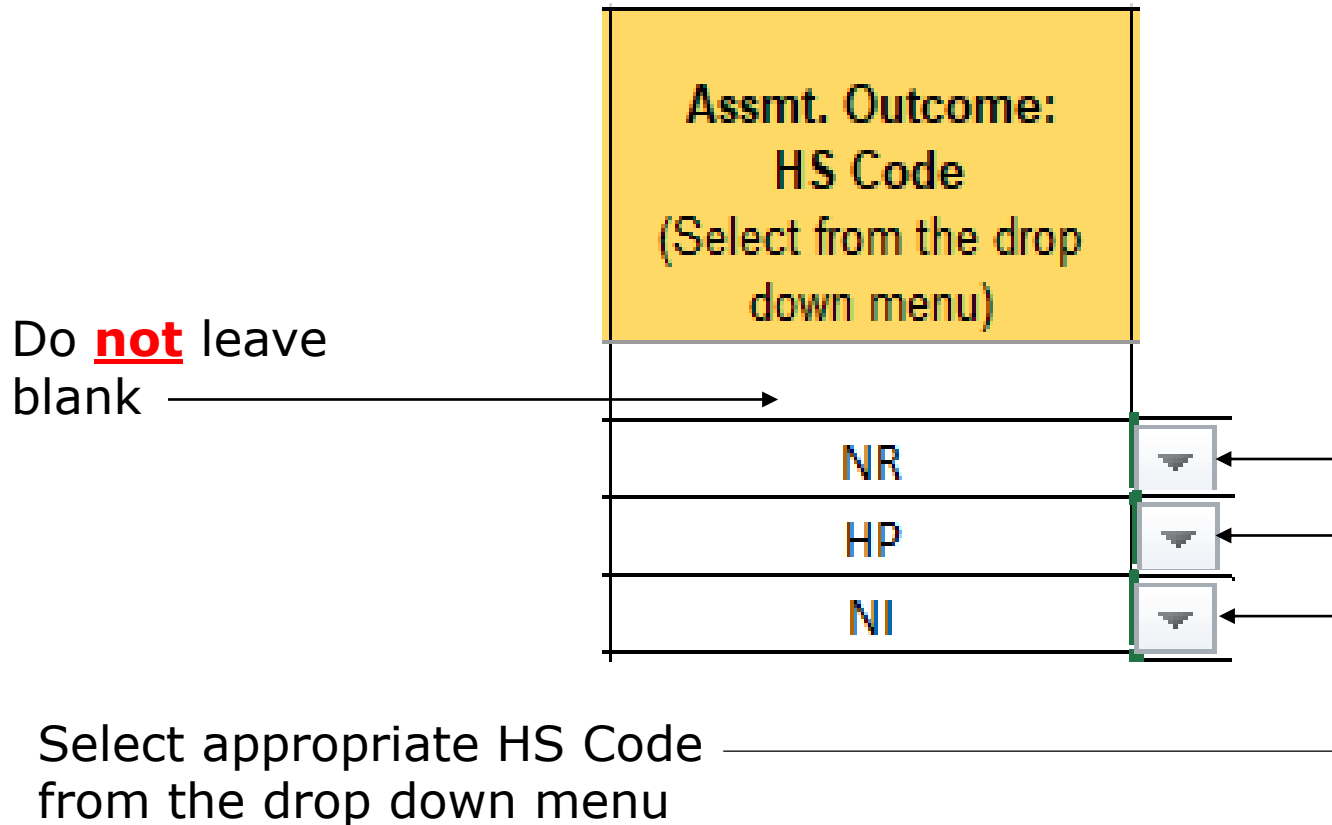 Assmt. Outcome:
HS Code
(Select from the drop
down menu)
Do not leave
blank
NR
HP
NI
Select appropriate HS Code
from the drop down menu